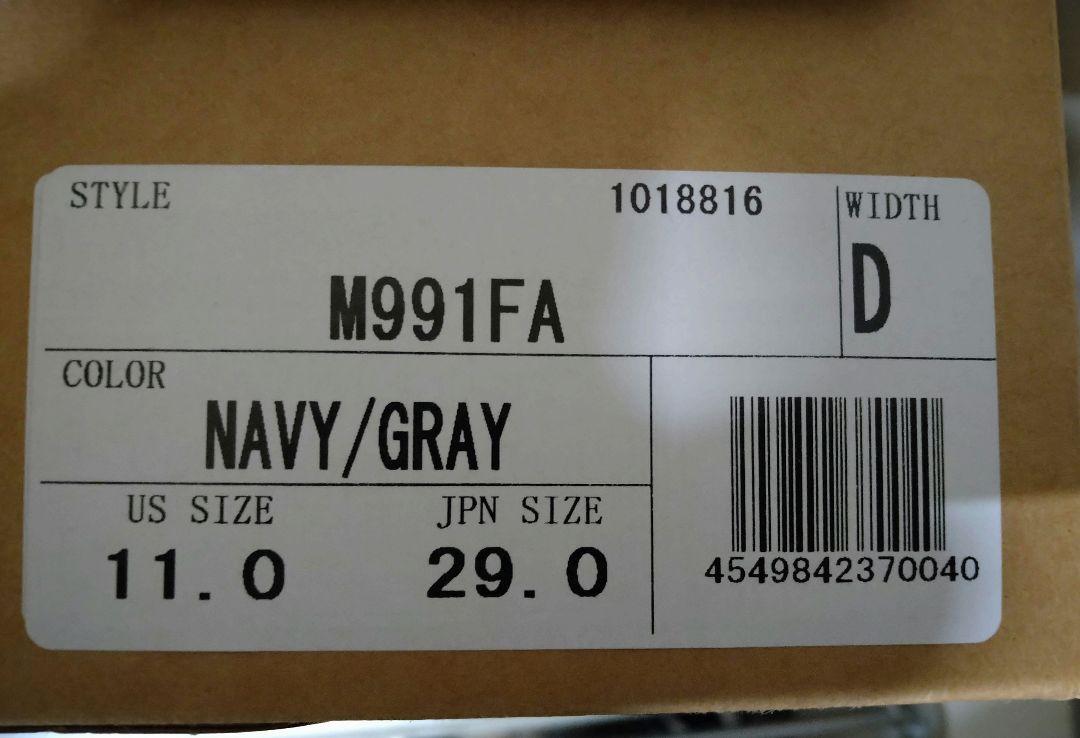 STYLE 1018816 WIDTH
M991FA D
COLOR
NAVY/GRAY
US SIZE JPN SIZE
11.0 29.0
4549842370040